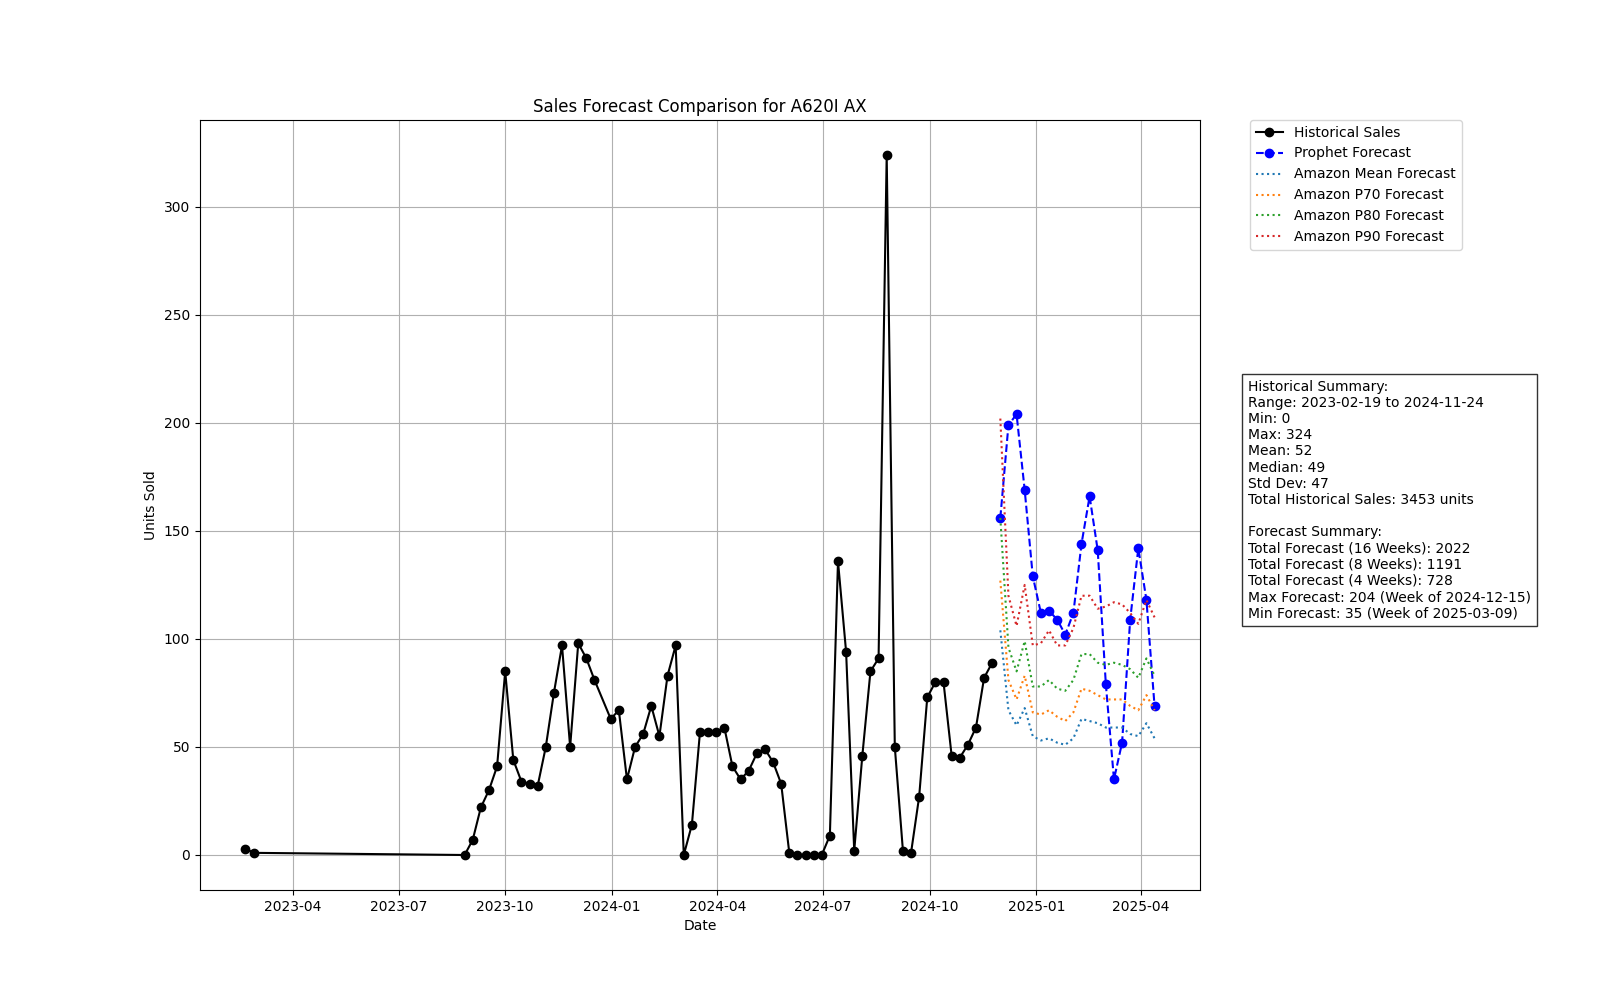 Sales Forecast Comparison for A620I AX
Historical Sales
Prophet Forecast
Amazon Mean Forecast
Amazon P70 Forecast
Amazon P80 Forecast
Amazon P90 Forecast
300
250
200
150
100
50
0
Units Sold
2023-04
2023-07
2023-10
2024-01
2024-04
2024-07
2024-10
2025-01
2025-04
Date
Historical Summary:
Range: 2023-02-19 to 2024-11-24
Min: 0
Max: 324
Mean: 52
Median: 49
Std Dev: 47
Total Historical Sales: 3453 units
Forecast Summary:
Total Forecast (16 Weeks): 2022
Total Forecast (8 Weeks): 1191
Total Forecast (4 Weeks): 728
Max Forecast: 204 (Week of 2024-12-15)
Min Forecast: 35 (Week of 2025-03-09)